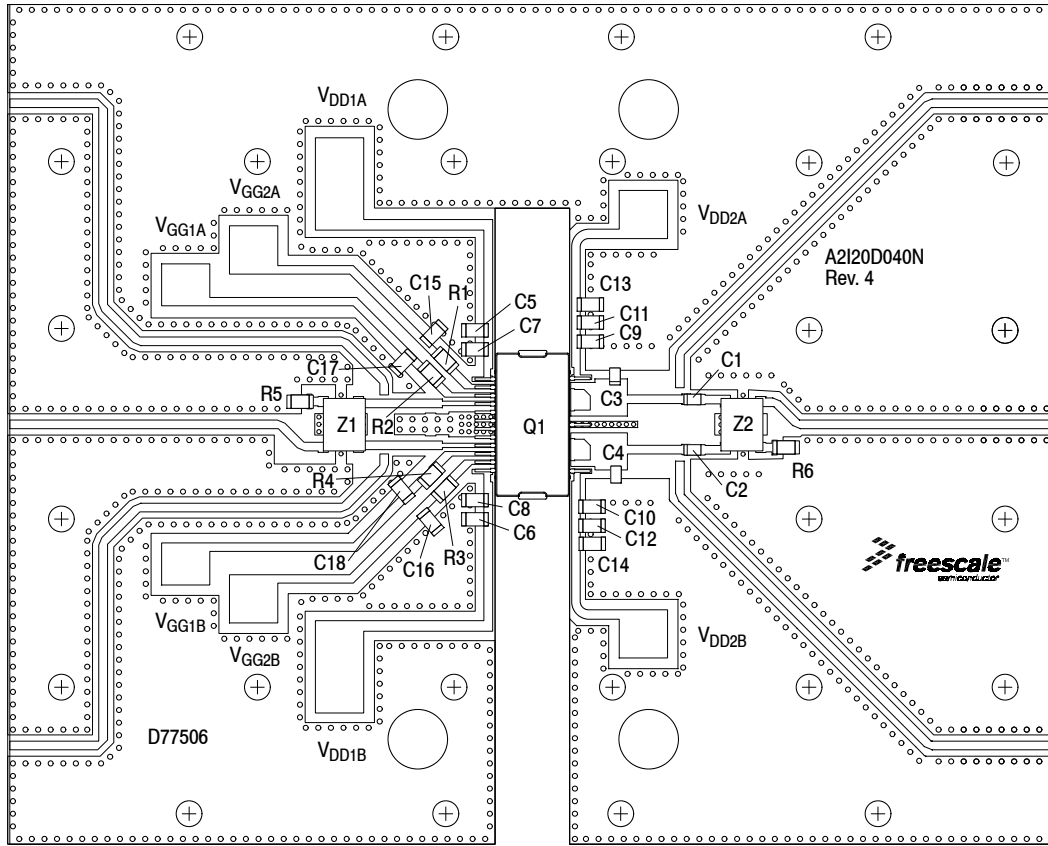 VDD1A
VGG2A
VGG1A
VDD2A
A2I20D040N
Rev. 4
C15
R1
C5
C7
C13
C11
C9
C17
R5
R2
C3
C1
Z1
Q1
Z2
C4
R4
C2
R6
C8
C6
C10
C12
C14
C18
C16
R3
freescale™
semiconductor
VGG1B
VGG2B
VDD2B
D77506
VDD1B